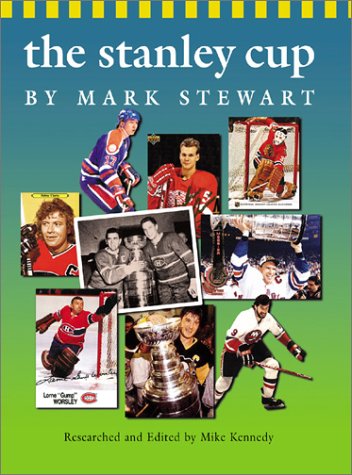 the stanley cup
BY MARK STEWART
Lorne "Gump"
WORSLEY
Researched and Edited by Mike Kennedy